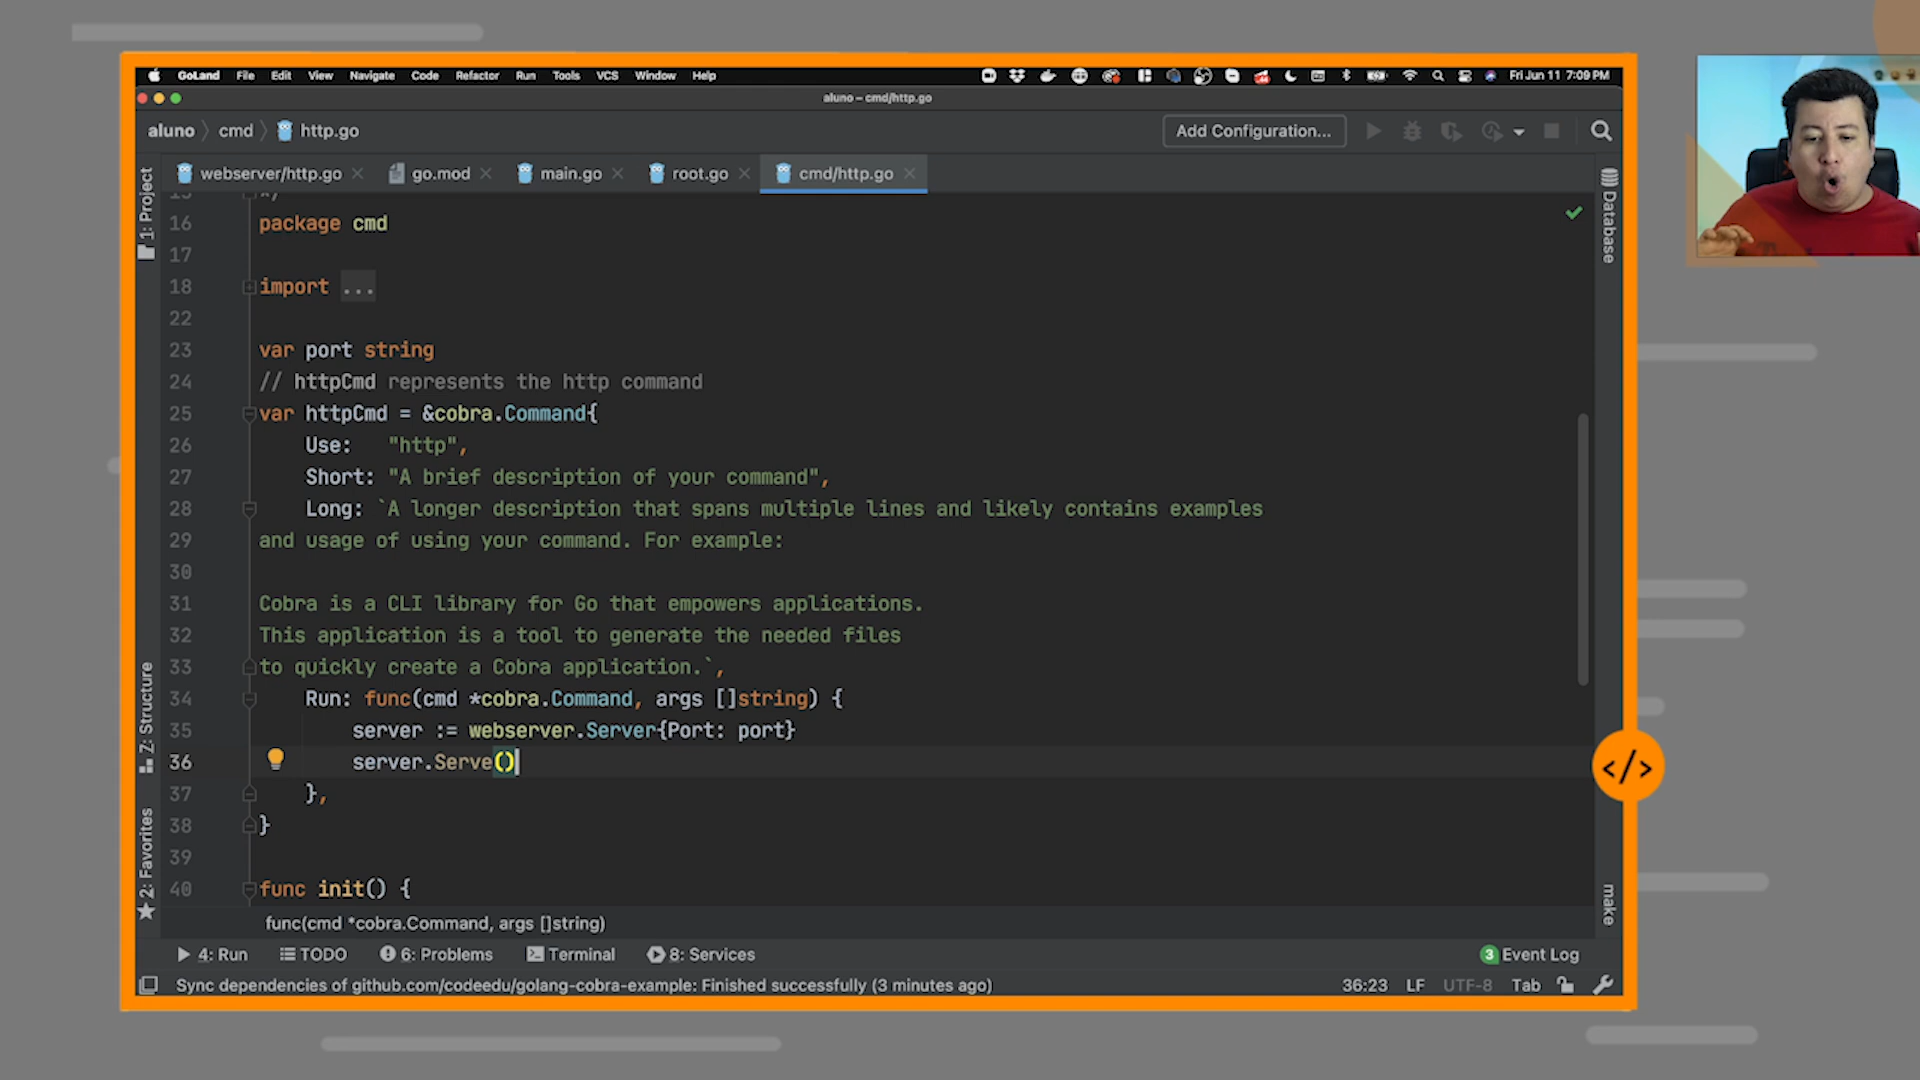 GoLand File Edit View Navigate Code Refactor Run Tools VCS Window Help Fri Jun 11 7:09 PM
aluno – cmd/http.go
aluno cmd http.go Add Configuration...
webserver/http.go go.mod main.go root.go cmd/http.go
1: Project
Database
15 */
16 package cmd
17
18 import ...
22
23 var port string
24 // httpCmd represents the http command
25 var httpCmd = &cobra.Command{
26 Use: "http",
27 Short: "A brief description of your command",
28 Long: `A longer description that spans multiple lines and likely contains examples
29 and usage of using your command. For example:
30
31 Cobra is a CLI library for Go that empowers applications.
32 This application is a tool to generate the needed files
33 to quickly create a Cobra application.`,
34 Run: func(cmd *cobra.Command, args []string) {
35 server := webserver.Server{Port: port}
36 server.Serve()
37 },
38 }
39
40 func init() {
Z: Structure
2: Favorites
make
</>
func(cmd *cobra.Command, args []string)
4: Run TODO 6: Problems Terminal 8: Services 3 Event Log
Sync dependencies of github.com/codeedu/golang-cobra-example: Finished successfully (3 minutes ago) 36:23 LF UTF-8 Tab